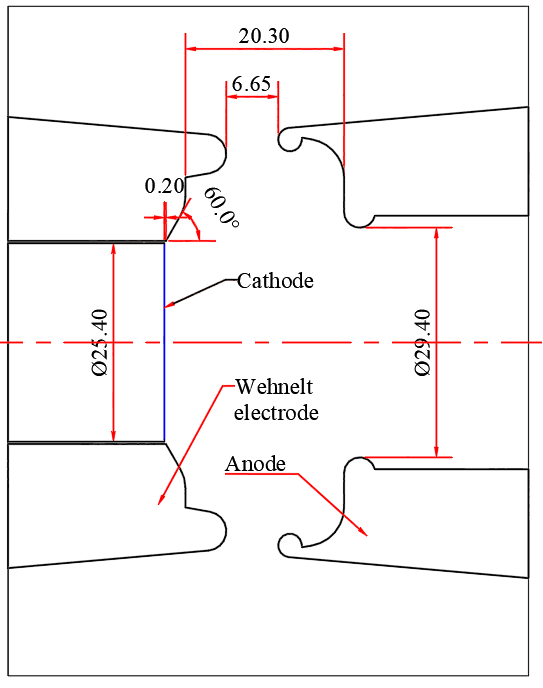 20.30
6.65
0.20
60.0°
Cathode
Ø25.40
Ø29.40
Wehnelt
electrode
Anode